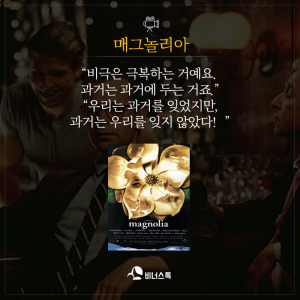 매그놀리아
“비극은 극복하는 거예요.
과거는 과거에 두는 거죠.”
“우리는 과거를 잊었지만,
과거는 우리를 잊지 않았다! ”
magnolia
비너스톡